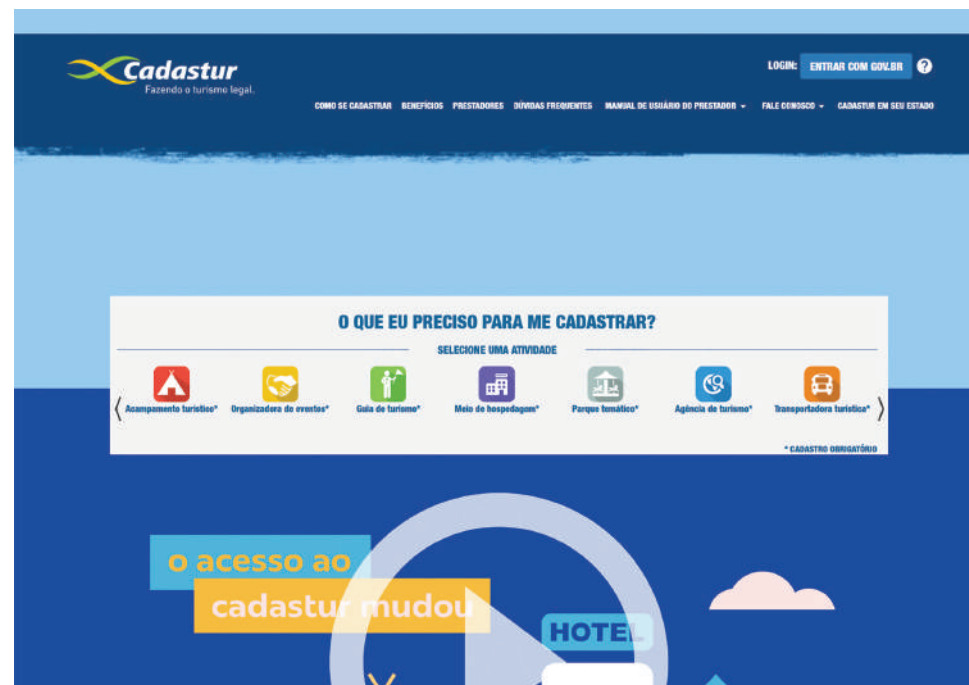 Cadastur
Fazendo o turismo legal.
LOGIN: ENTRAR COM GOV.BR ?
COMO SE CADASTRAR BENEFÍCIOS PRESTADORES DÚVIDAS FREQUENTES MANUAL DE USUÁRIO DO PRESTADOR FALE CONOSCO CADASTUR EM SEU ESTADO
O QUE EU PRECISO PARA ME CADASTRAR?
SELECIONE UMA ATIVIDADE
Acampamento turístico* Organizadora de eventos* Guia de turismo* Meio de hospedagem* Parque temático* Agência de turismo* Transportadora turística*
* CADASTRO OBRIGATÓRIO
o acesso ao
cadastur mudou
HOTEL